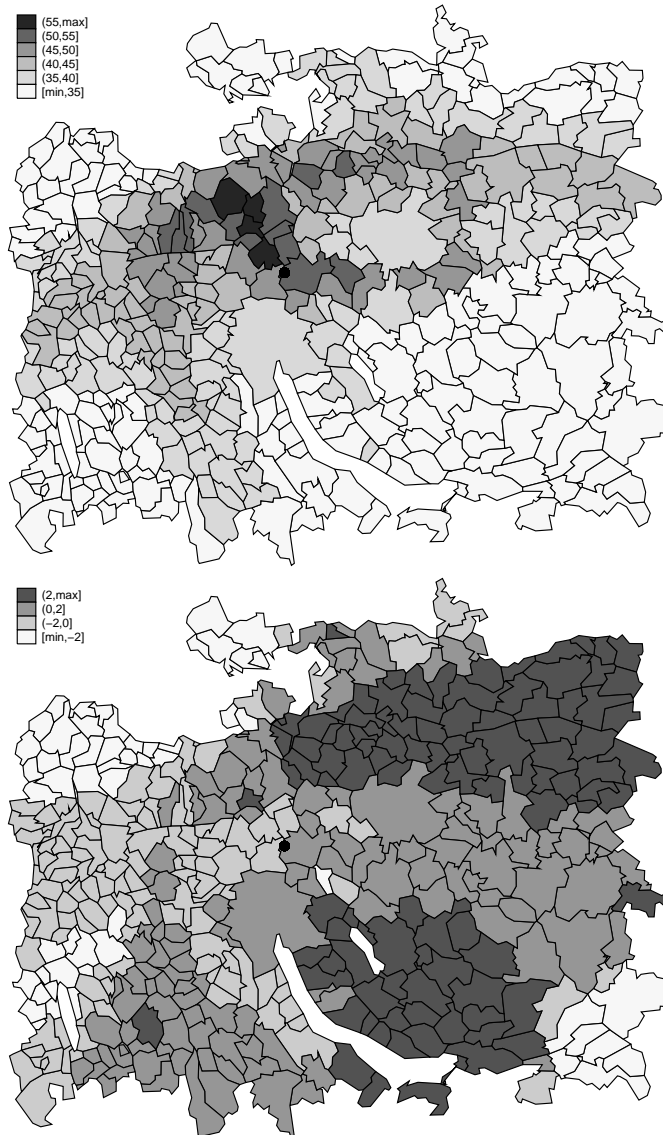 (55,max]
(50,55]
(45,50]
(40,45]
(35,40]
[min,35]
(2,max]
(0,2]
(−2,0]
[min,−2]